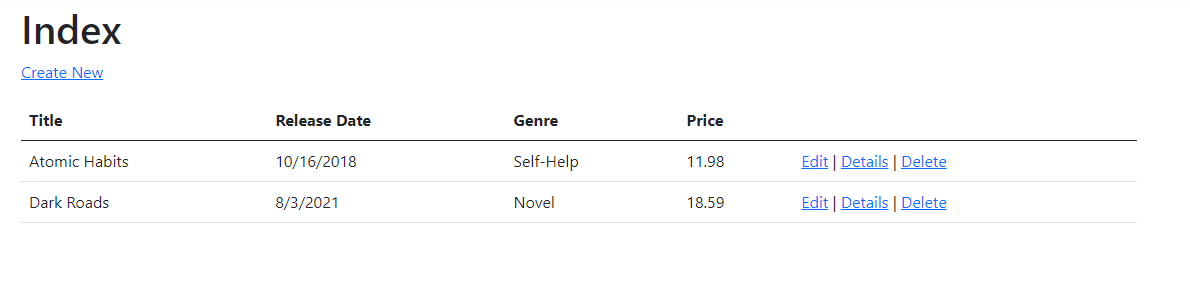 Index
Create New
Title Release Date Genre Price
Atomic Habits 10/16/2018 Self-Help 11.98 Edit | Details | Delete
Dark Roads 8/3/2021 Novel 18.59 Edit | Details | Delete